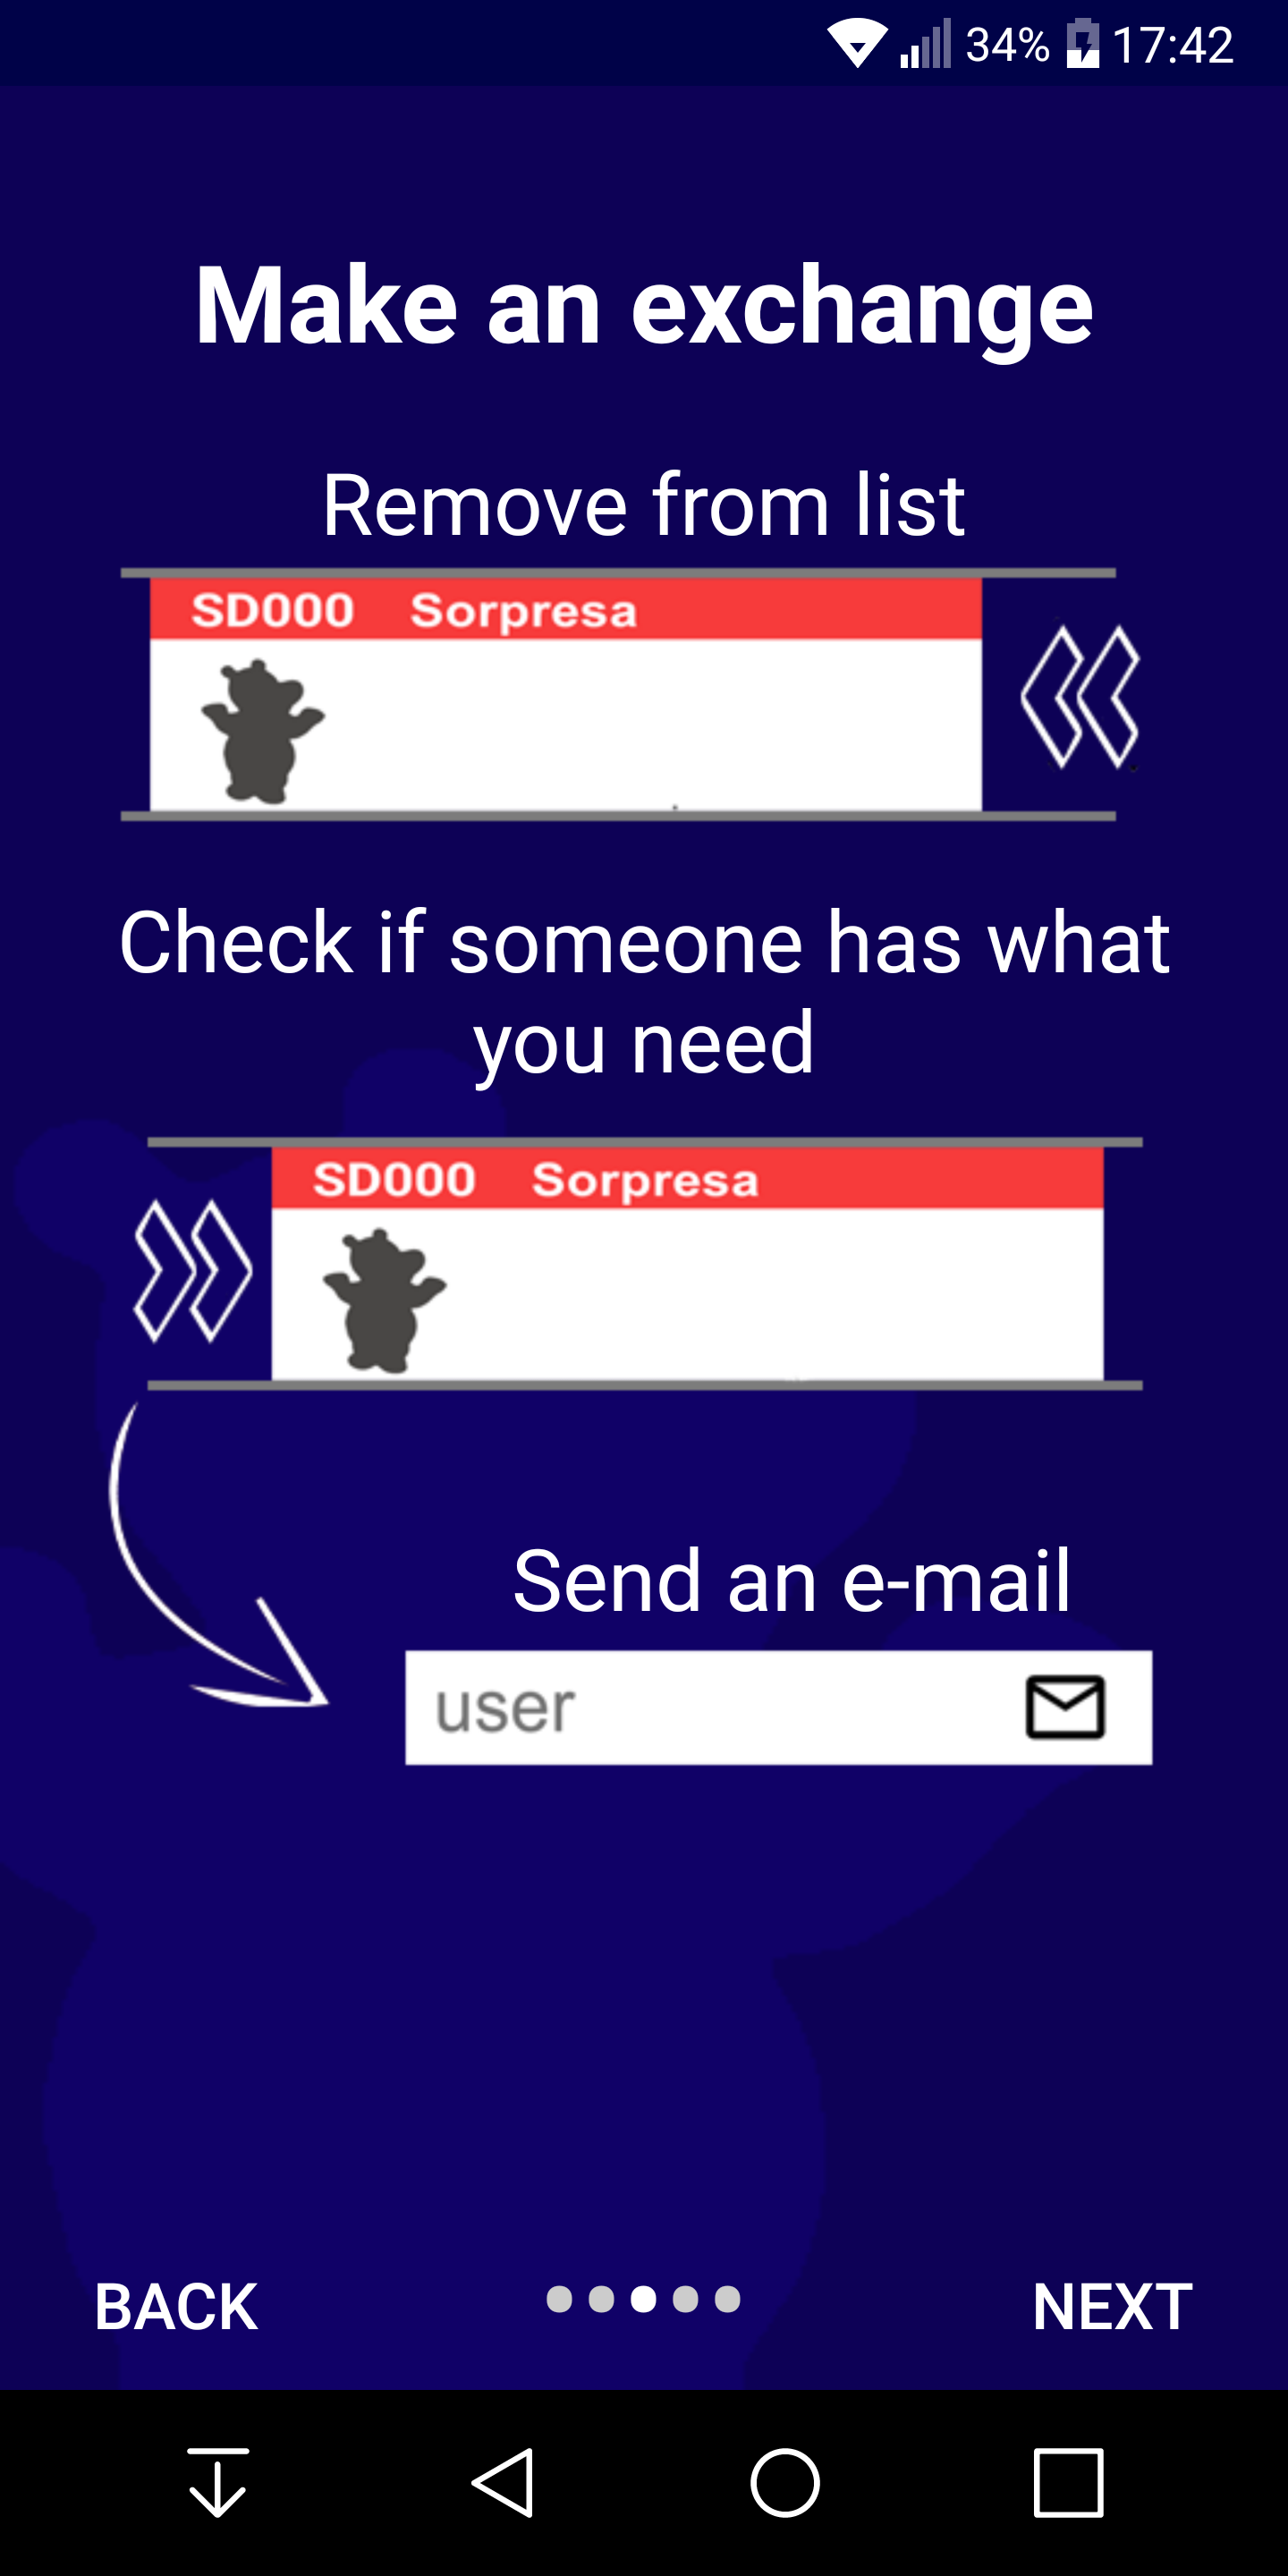 34% 17:42
Make an exchange
Remove from list
SD000 Sorpresa
Check if someone has what
you need
SD000 Sorpresa
Send an e-mail
user
BACK NEXT